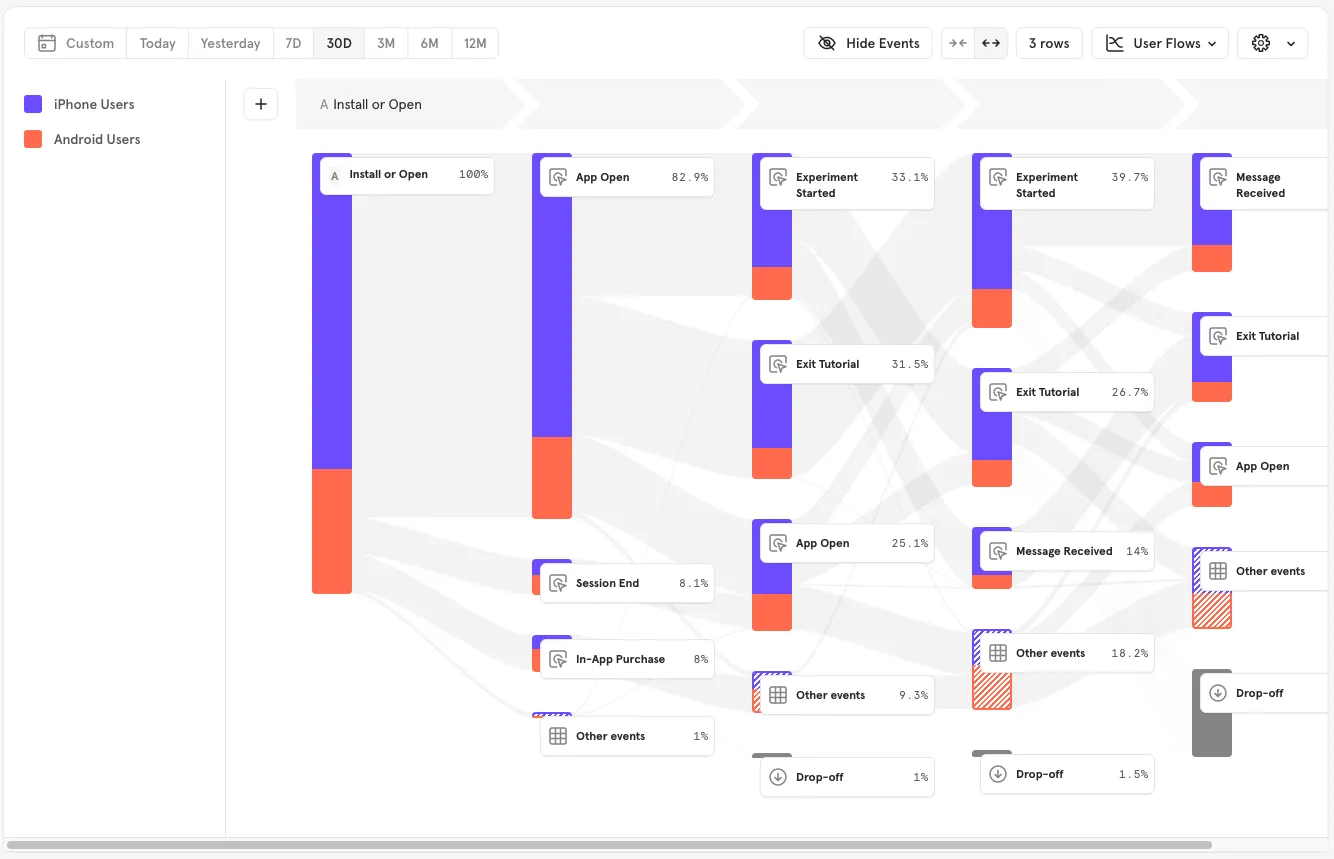 Custom
Today
Yesterday
7D
30D
3M
6M
12M
Hide Events
3 rows
User Flows
iPhone Users
Android Users
A Install or Open
A Install or Open 100%
App Open 82.9%
Session End 8.1%
In-App Purchase 8%
Other events 1%
Experiment 33.1%
Started
Exit Tutorial 31.5%
App Open 25.1%
Other events 9.3%
Drop-off 1%
Experiment 39.7%
Started
Exit Tutorial 26.7%
Message Received 14%
Other events 18.2%
Drop-off 1.5%
Message
Received
Exit Tutorial
App Open
Other events
Drop-off